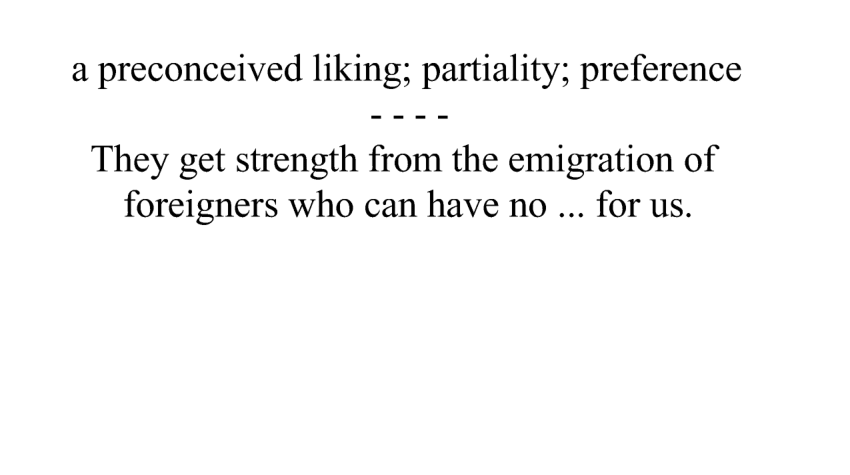 a preconceived liking; partiality; preference
- - - -
They get strength from the emigration of
foreigners who can have no ... for us.